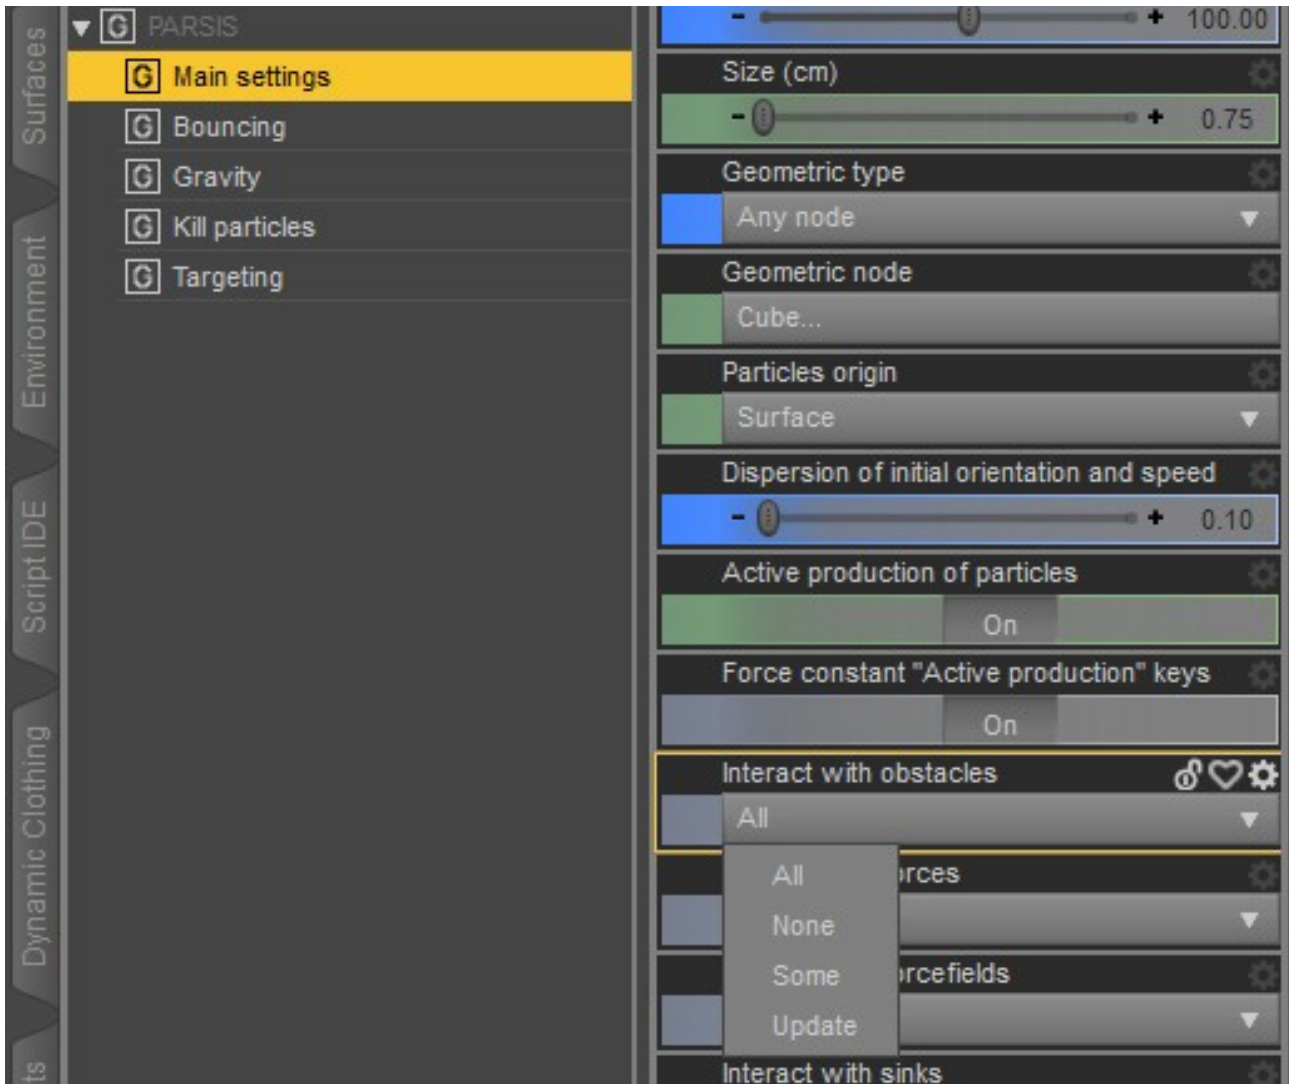 Surfaces
Environment
Script IDE
Dynamic Clothing
ts
G PARSIS
G Main settings
G Bouncing
G Gravity
G Kill particles
G Targeting
- + 100.00
Size (cm)
- + 0.75
Geometric type
Any node
Geometric node
Cube...
Particles origin
Surface
Dispersion of initial orientation and speed
- + 0.10
Active production of particles
On
Force constant "Active production" keys
On
Interact with obstacles
All
All
orces
None
Some
orcefields
Update
Interact with sinks